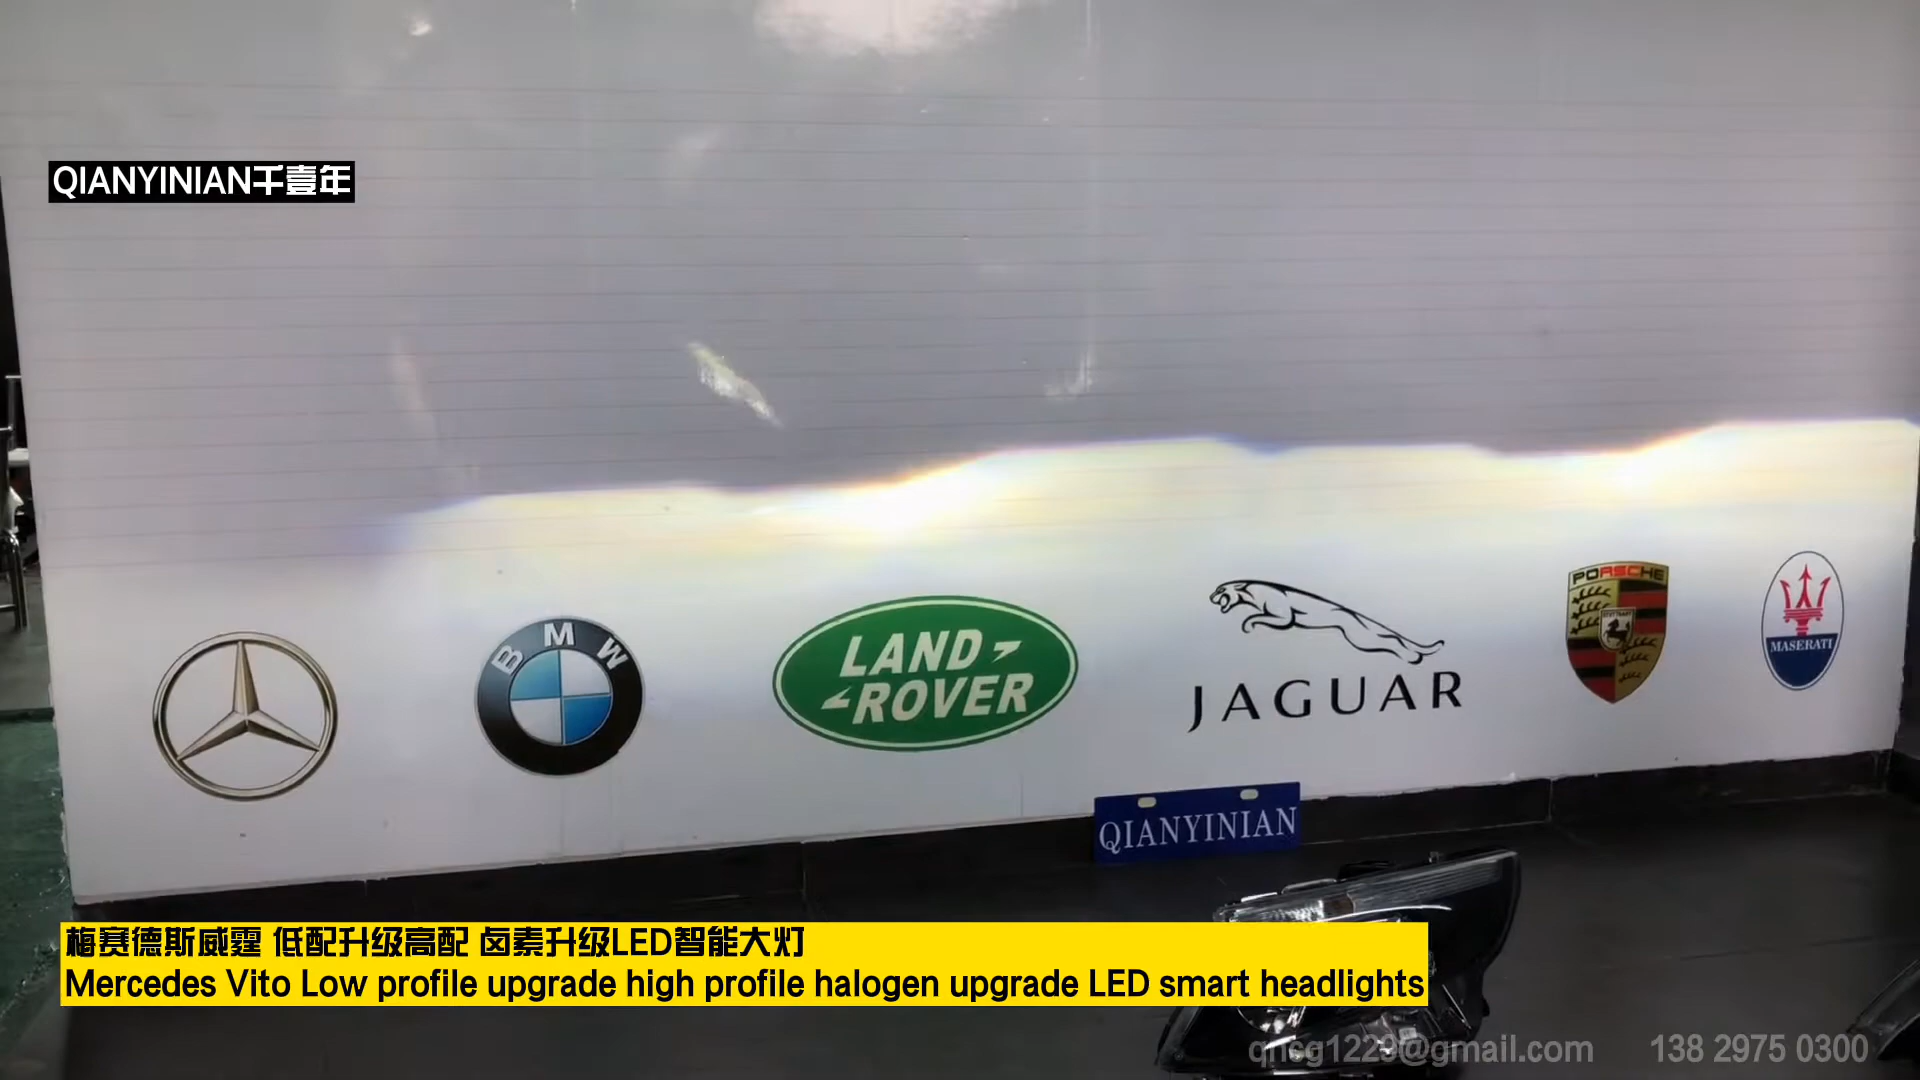 QIANYINIAN千壹年
BMW
LAND
ROVER
JAGUAR
PORSCHE
MASERATI
QIANYINIAN
梅赛德斯威霆 低配升级高配 卤素升级LED智能大灯
Mercedes Vito Low profile upgrade high profile halogen upgrade LED smart headlights
138 2975 0300